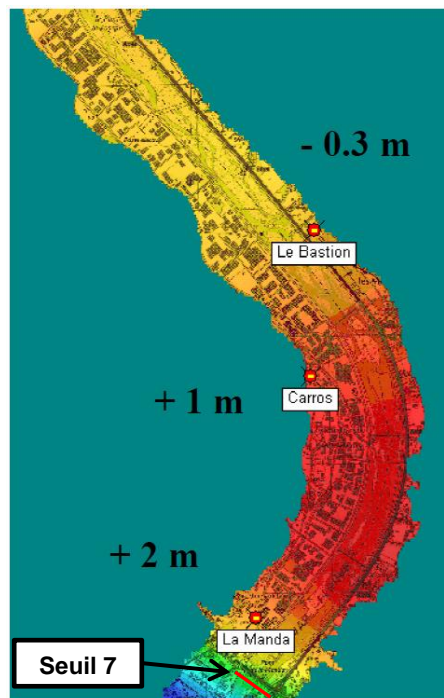 - 0.3 m
Le Bastion
Carros
+ 1 m
+ 2 m
La Manda
Seuil 7